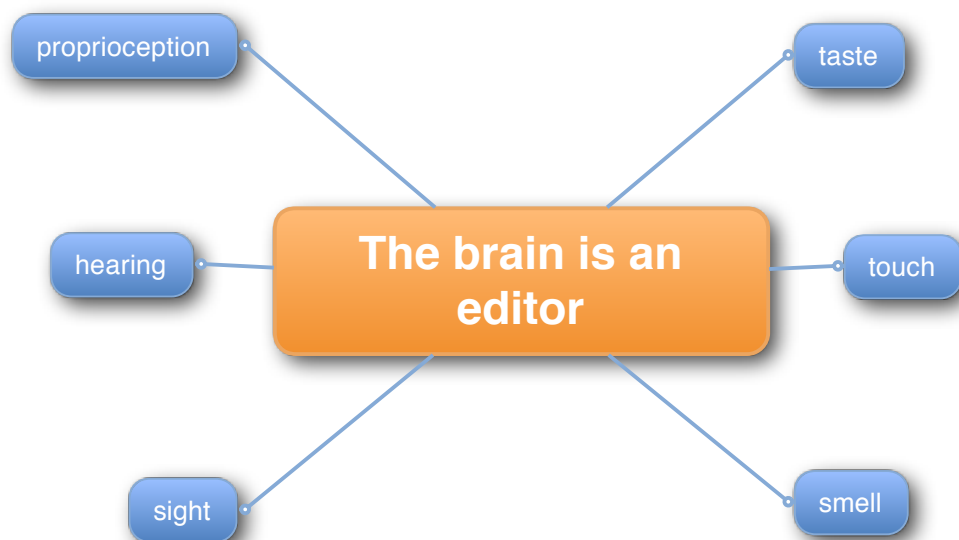 proprioception
taste
The brain is an
editor
hearing
touch
sight
smell